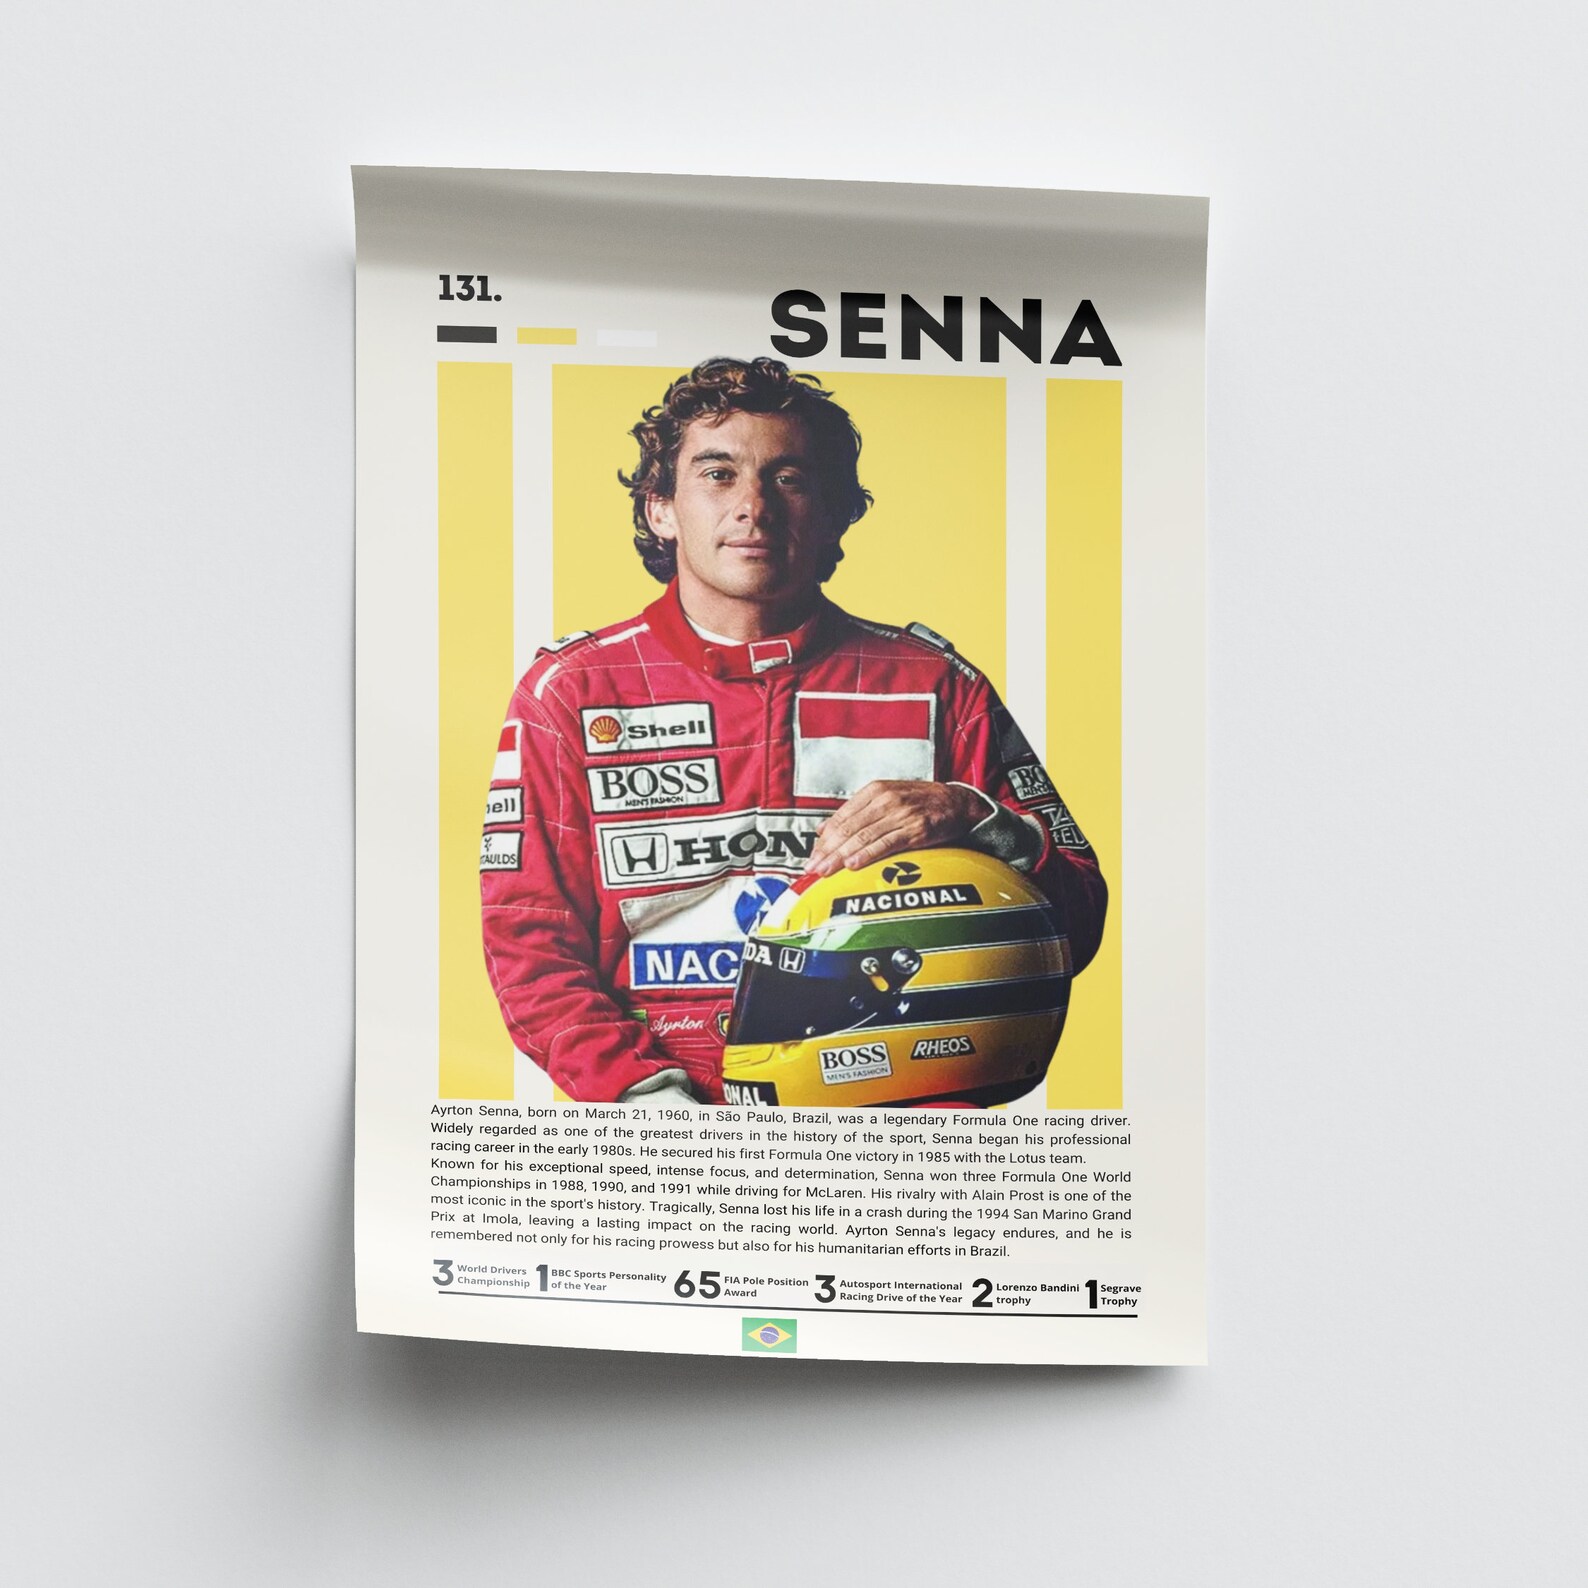 131.
SENNA
Shell
BOSS
MEN'S FASHION
HON
NAC
Ayrton
ell
TAULDS
BO
MEN'S
NACIONAL
DA
BOSS
MEN'S FASHION
RHEOS
ONAL
Ayrton Senna, born on March 21, 1960, in São Paulo, Brazil, was a legendary Formula One racing driver.
Widely regarded as one of the greatest drivers in the history of the sport, Senna began his professional
racing career in the early 1980s. He secured his first Formula One victory in 1985 with the Lotus team.
Known for his exceptional speed, intense focus, and determination, Senna won three Formula One World
Championships in 1988, 1990, and 1991 while driving for McLaren. His rivalry with Alain Prost is one of the
most iconic in the sport's history. Tragically, Senna lost his life in a crash during the 1994 San Marino Grand
Prix at Imola, leaving a lasting impact on the racing world. Ayrton Senna's legacy endures, and he is
remembered not only for his racing prowess but also for his humanitarian efforts in Brazil.
3 World Drivers
Championship
1 BBC Sports Personality
of the Year
65 FIA Pole Position
Award
3 Autosport International
Racing Drive of the Year
2 Lorenzo Bandini
trophy
1 Segrave
Trophy